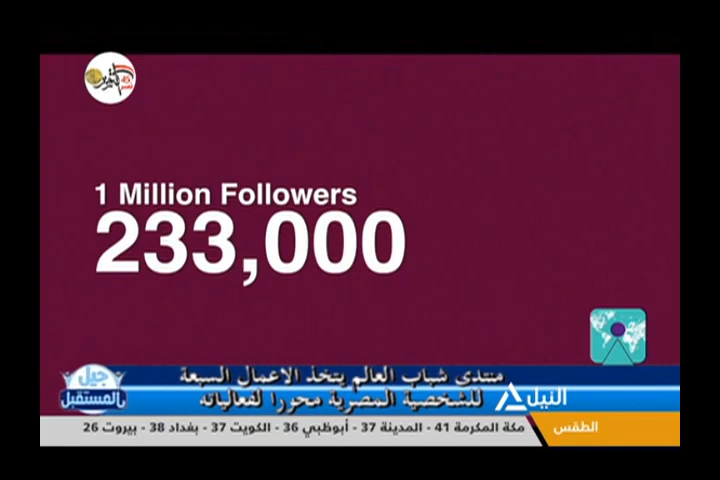 1 Million Followers
233,000
منتدى شباب العالم يتخذ الاعمال السبعة
للشخصية المصرية محورا لفعالياته
جيل
المستقبل
النيل
الطقس
مكة المكرمة 41 - المدينة 37 - أبوظبي 36 - الكويت 37 - بغداد 38 - بيروت 26